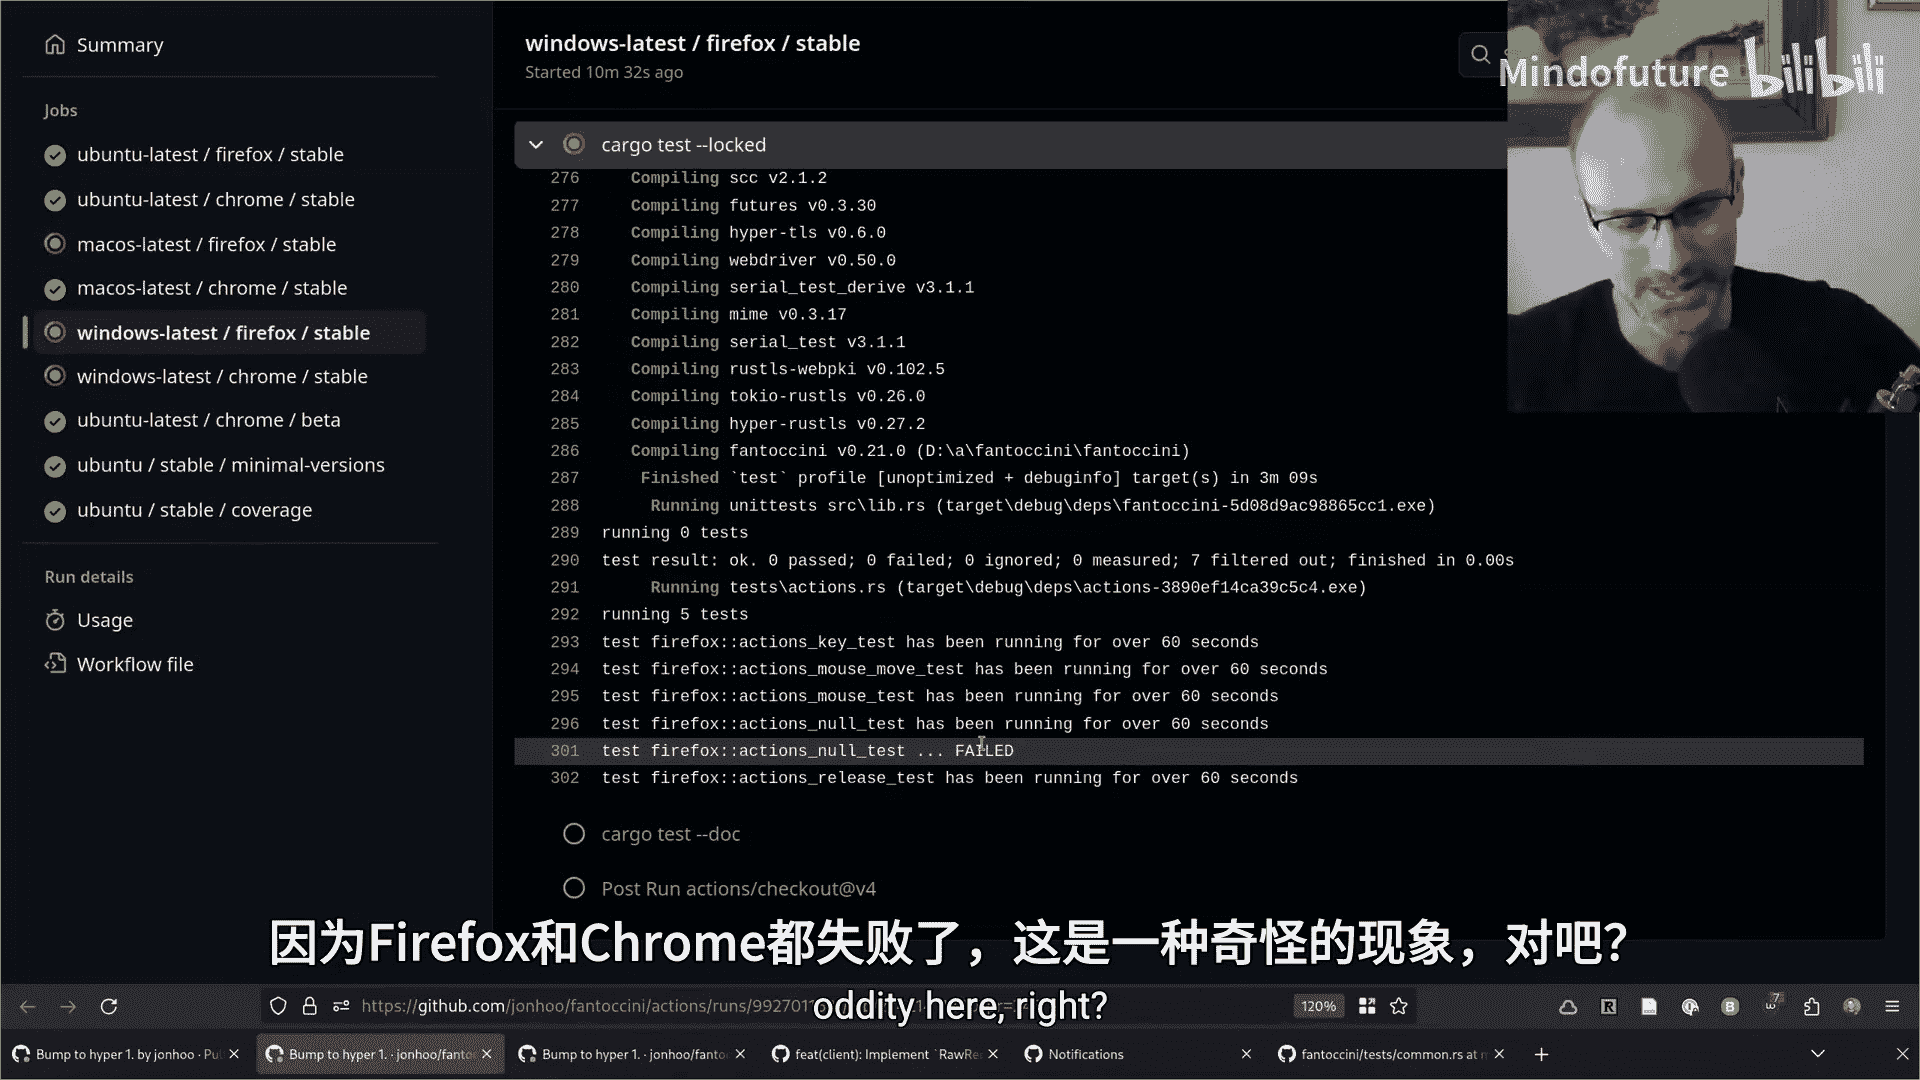 Summary
Jobs
ubuntu-latest / firefox / stable
ubuntu-latest / chrome / stable
macos-latest / firefox / stable
macos-latest / chrome / stable
windows-latest / firefox / stable
windows-latest / chrome / stable
ubuntu-latest / chrome / beta
ubuntu / stable / minimal-versions
ubuntu / stable / coverage
Run details
Usage
Workflow file
windows-latest / firefox / stable
Started 10m 32s ago
Mindofuture bilibili
cargo test --locked
276 Compiling scc v2.1.2
277 Compiling futures v0.3.30
278 Compiling hyper-tls v0.6.0
279 Compiling webdriver v0.50.0
280 Compiling serial_test_derive v3.1.1
281 Compiling mime v0.3.17
282 Compiling serial_test v3.1.1
283 Compiling rustls-webpki v0.102.5
284 Compiling tokio-rustls v0.26.0
285 Compiling hyper-rustls v0.27.2
286 Compiling fantoccini v0.21.0 (D:\a\fantoccini\fantoccini)
287 Finished `test` profile [unoptimized + debuginfo] target(s) in 3m 09s
288 Running unittests src\lib.rs (target\debug\deps\fantoccini-5d08d9ac98865cc1.exe)
289 running 0 tests
290 test result: ok. 0 passed; 0 failed; 0 ignored; 0 measured; 7 filtered out; finished in 0.00s
291 Running tests\actions.rs (target\debug\deps\actions-3890ef14ca39c5c4.exe)
292 running 5 tests
293 test firefox::actions_key_test has been running for over 60 seconds
294 test firefox::actions_mouse_move_test has been running for over 60 seconds
295 test firefox::actions_mouse_test has been running for over 60 seconds
296 test firefox::actions_null_test has been running for over 60 seconds
301 test firefox::actions_null_test ... FAILED
302 test firefox::actions_release_test has been running for over 60 seconds
cargo test --doc
Post Run actions/checkout@v4
因为Firefox和Chrome都失败了，这是一种奇怪的现象，对吧？
oddity here, right?
https://github.com/jonhoo/fantoccini/actions/runs/992701
120%
Bump to hyper 1. by jonhoo · Pu
Bump to hyper 1. · jonhoo/fanto
Bump to hyper 1. · jonhoo/fanto
feat(client): Implement `RawRe
Notifications
fantoccini/tests/common.rs at